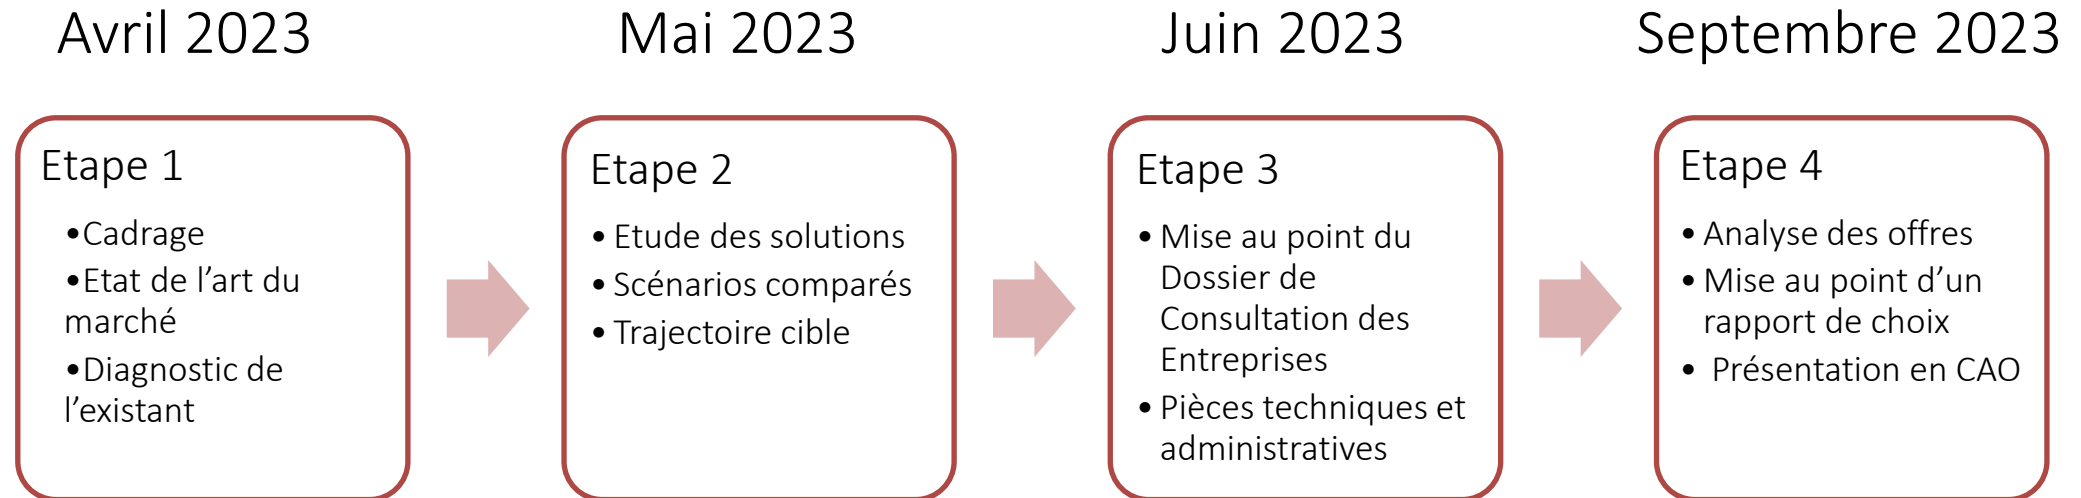 Avril 2023
Mai 2023
Juin 2023
Septembre 2023
Etape 1
•Cadrage
•Etat de l’art du
marché
•Diagnostic de
l’existant
Etape 2
• Etude des solutions
• Scénarios comparés
• Trajectoire cible
Etape 3
• Mise au point du
Dossier de
Consultation des
Entreprises
• Pièces techniques et
administratives
Etape 4
• Analyse des offres
• Mise au point d’un
rapport de choix
• Présentation en CAO